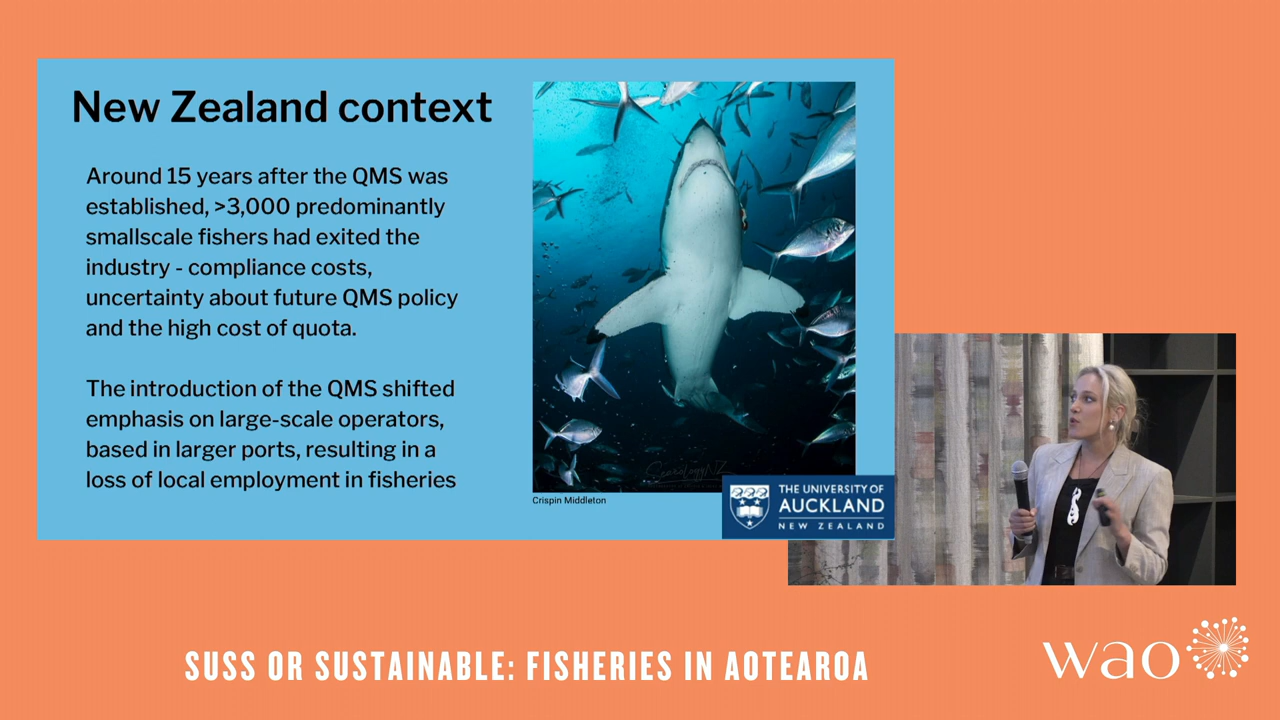 New Zealand context
Around 15 years after the QMS was
established, >3,000 predominantly
smallscale fishers had exited the
industry - compliance costs,
uncertainty about future QMS policy
and the high cost of quota.
The introduction of the QMS shifted
emphasis on large-scale operators,
based in larger ports, resulting in a
loss of local employment in fisheries
Crispin Middleton
THE UNIVERSITY OF
AUCKLAND
NEW ZEALAND
SUSS OR SUSTAINABLE: FISHERIES IN AOTEAROA
wao